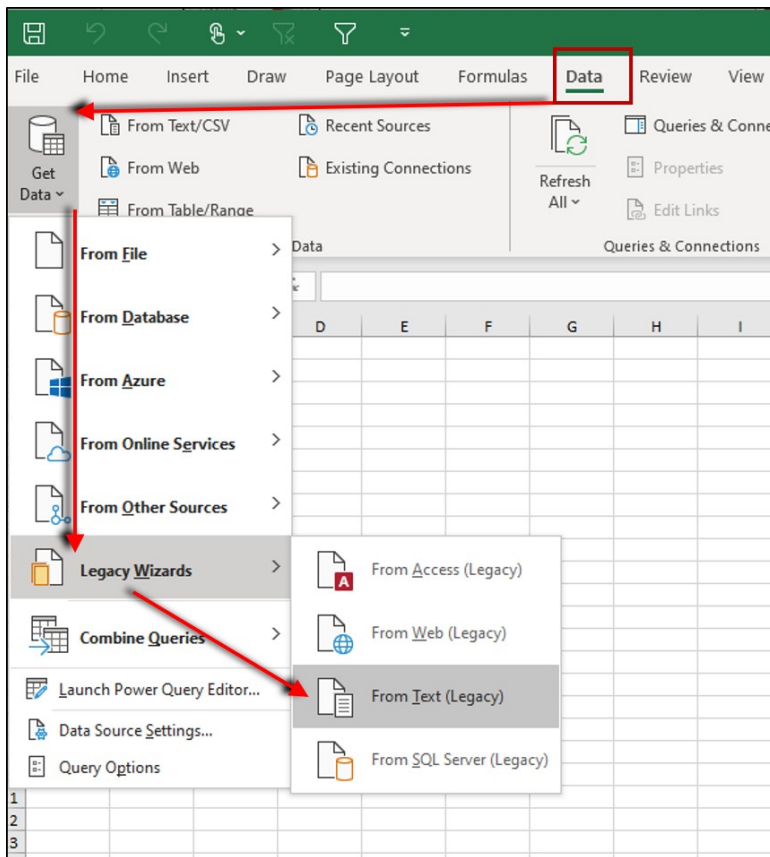 File Home Insert Draw Page Layout Formulas Data Review View
Get
Data
From Text/CSV
From Web
From Table/Range
Recent Sources
Existing Connections
Data
Refresh
All
Queries & Conne
Properties
Edit Links
Queries & Connections
D E F G H I
From File
From Database
From Azure
From Online Services
From Other Sources
Legacy Wizards
Combine Queries
Launch Power Query Editor...
Data Source Settings...
Query Options
From Access (Legacy)
From Web (Legacy)
From Text (Legacy)
From SQL Server (Legacy)
1
2
3